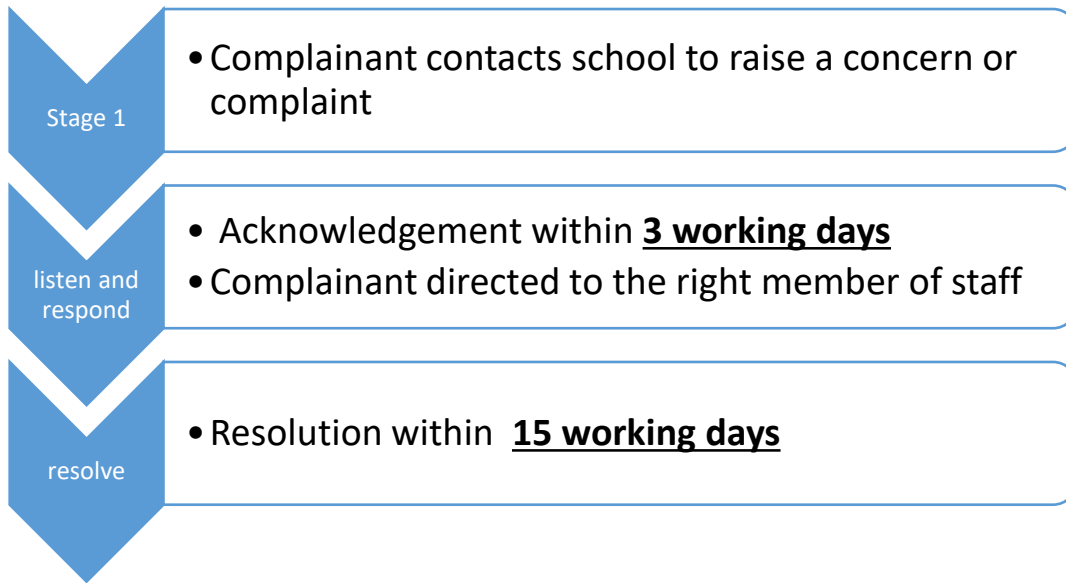 Stage 1
• Complainant contacts school to raise a concern or
complaint
listen and
respond
• Acknowledgement within 3 working days
• Complainant directed to the right member of staff
resolve
• Resolution within 15 working days